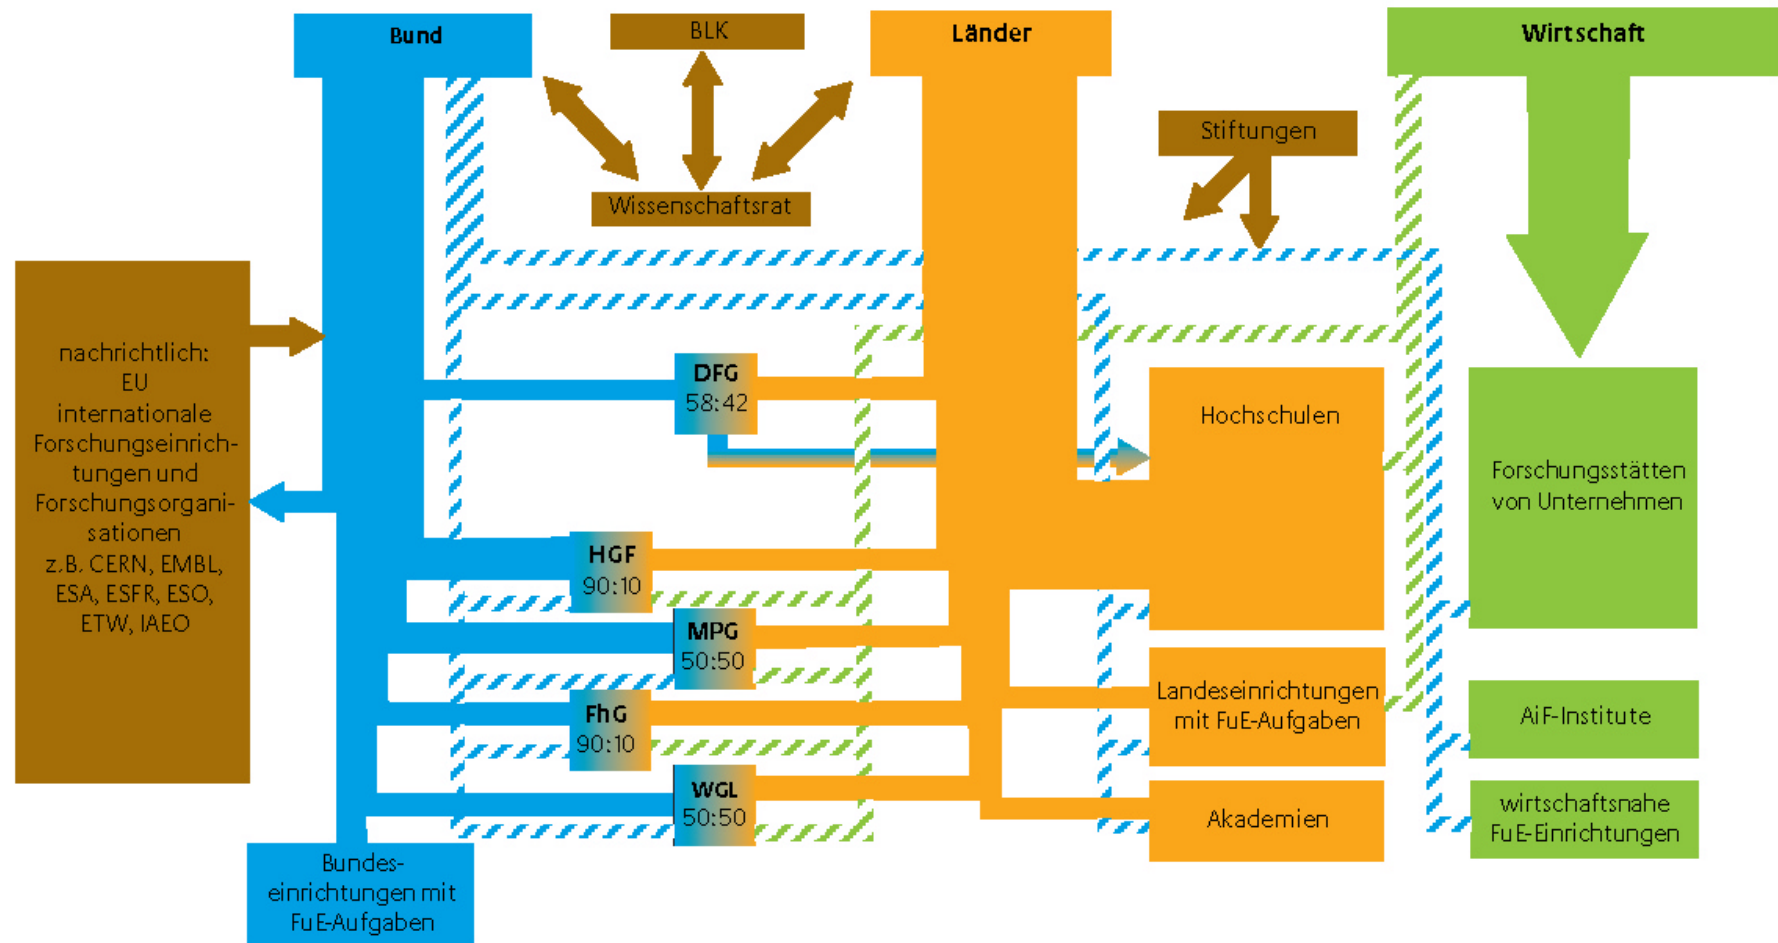 Bund
BLK
Länder
Wirtschaft
Stiftungen
Wissenschaftsrat
nachrichtlich:
EU
internationale
Forschungseinrich-
tungen und
Forschungsorgani-
sationen
z.B. CERN, EMBL,
ESA, ESFR, ESO,
ETW, IAEO
DFG
58:42
HGF
90:10
MPG
50:50
FhG
90:10
WGL
50:50
Hochschulen
Landeseinrichtungen
mit FuE-Aufgaben
Akademien
Forschungsstätten
von Unternehmen
AiF-Institute
wirtschaftsnahe
FuE-Einrichtungen
Bundes-
einrichtungen mit
FuE-Aufgaben